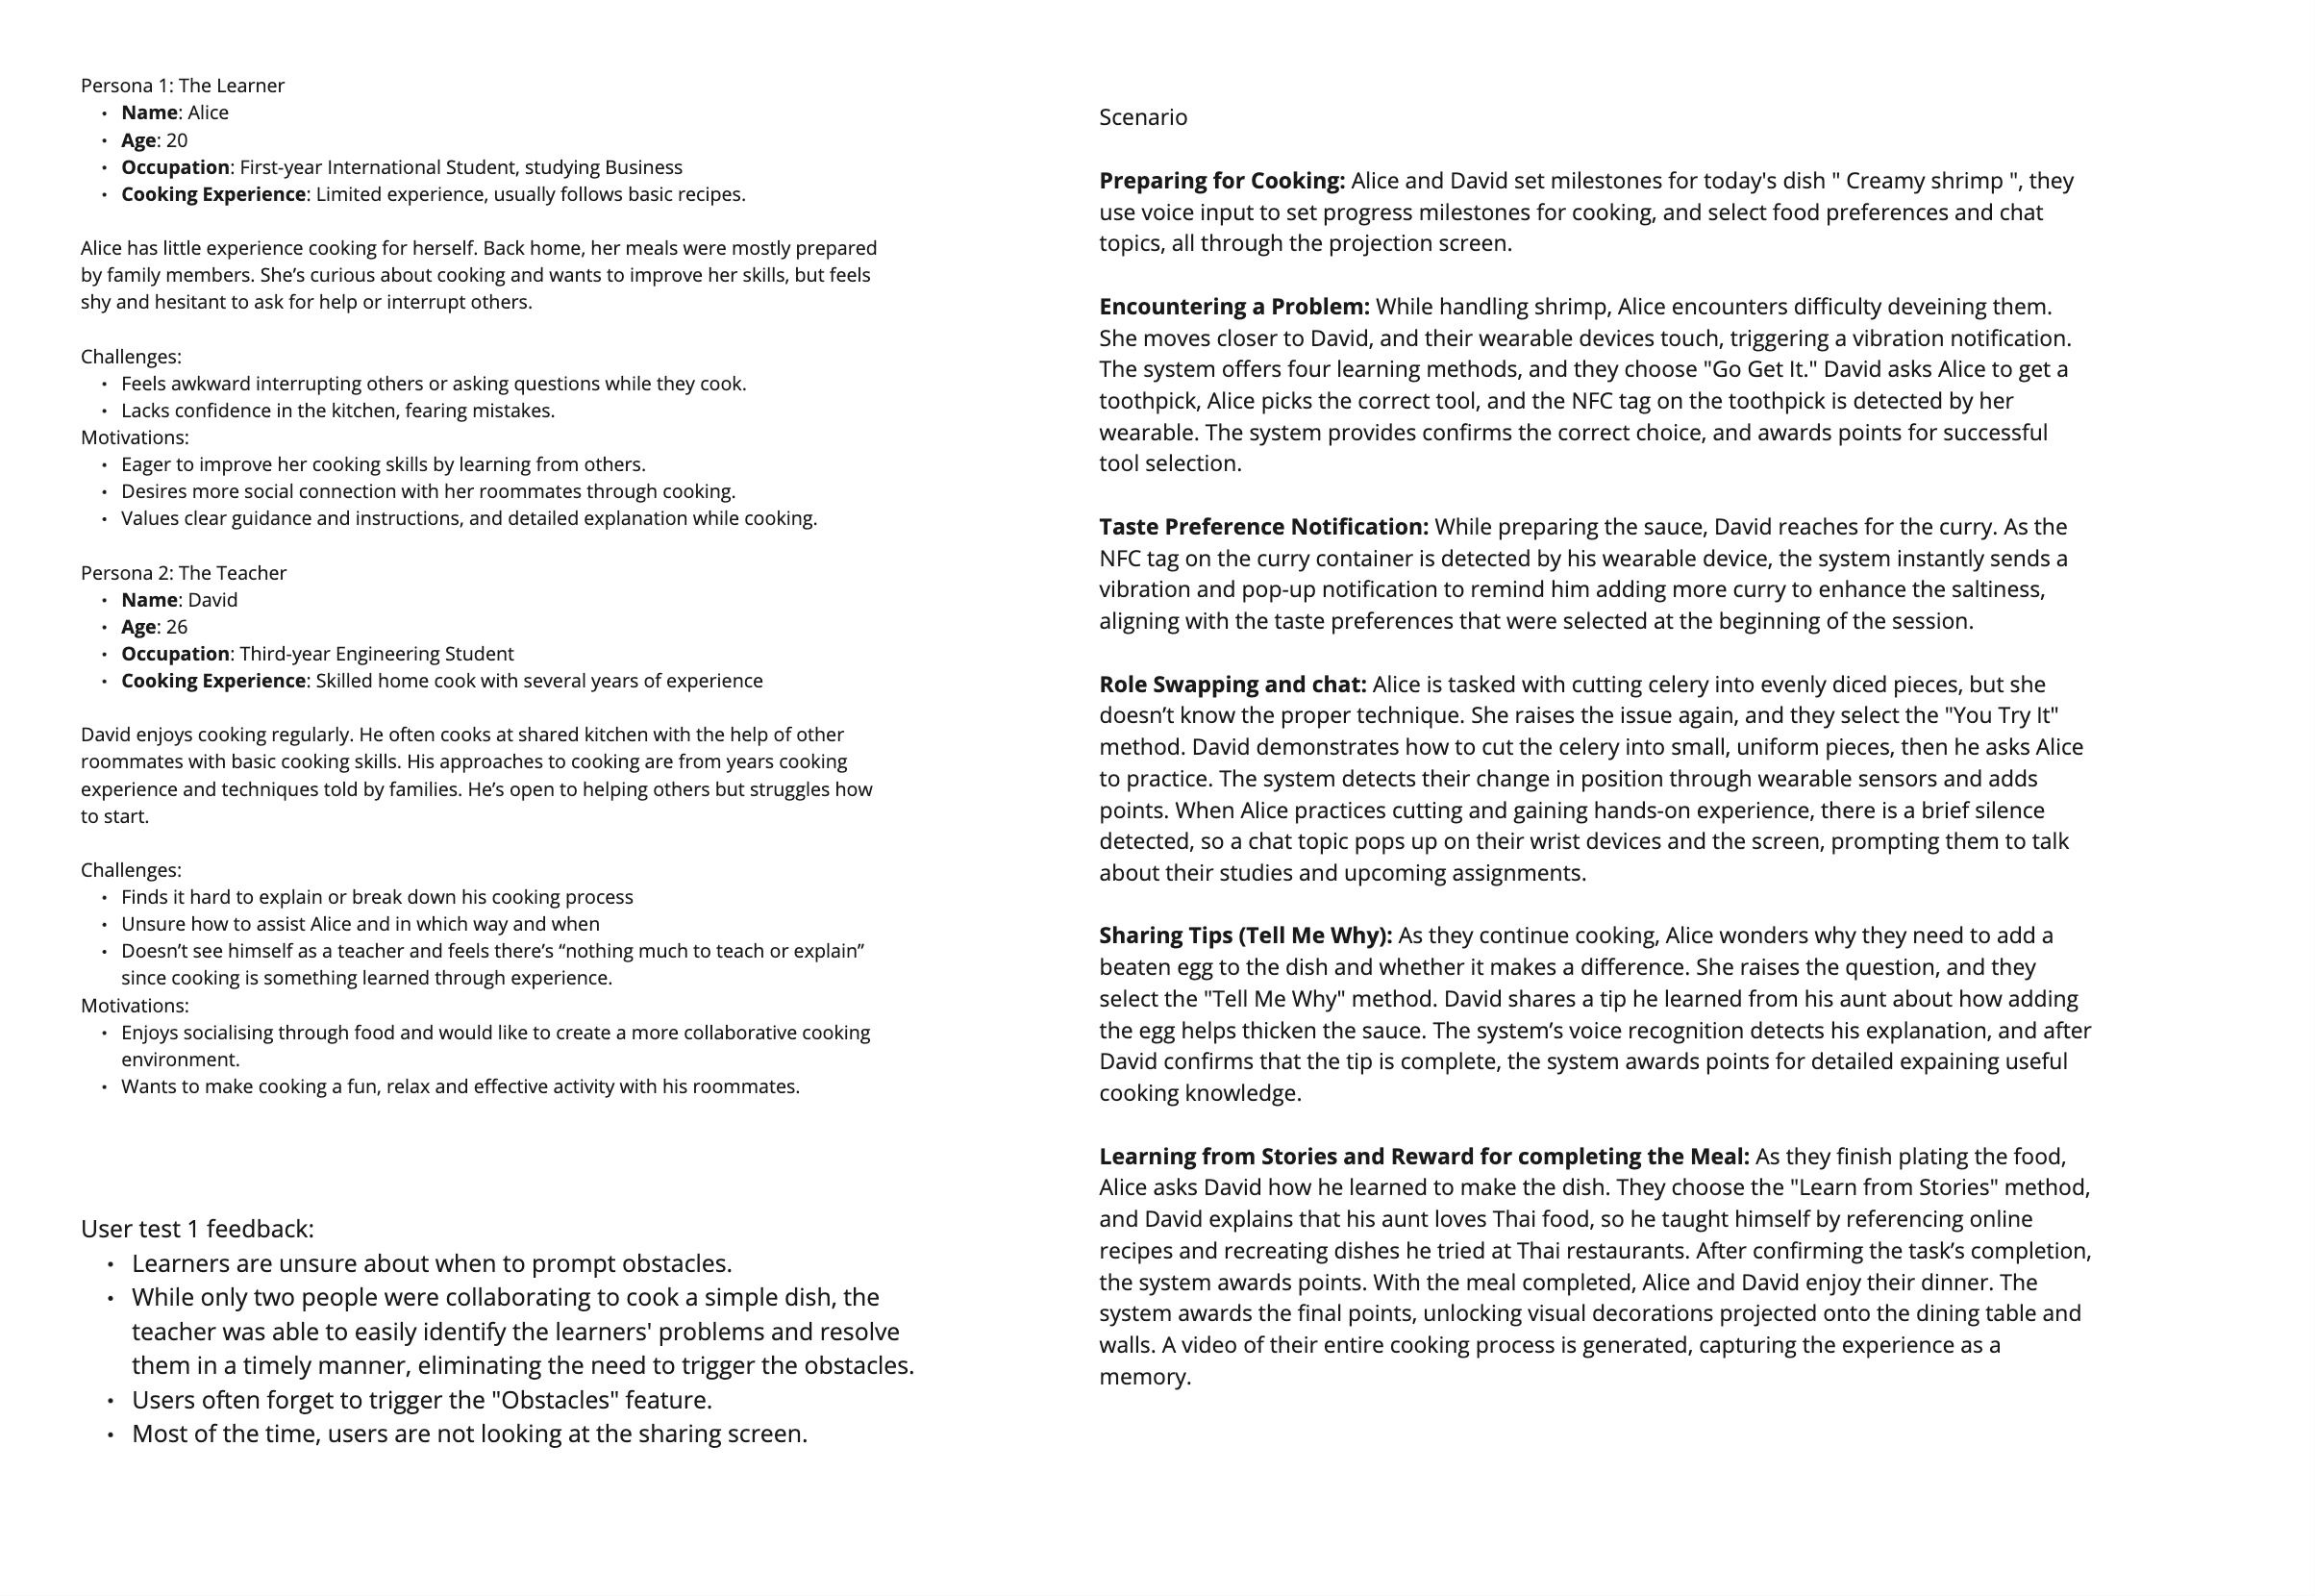 Persona 1: The Learner
• Name: Alice
• Age: 20
• Occupation: First-year International Student, studying Business
• Cooking Experience: Limited experience, usually follows basic recipes.
Alice has little experience cooking for herself. Back home, her meals were mostly prepared
by family members. She’s curious about cooking and wants to improve her skills, but feels
shy and hesitant to ask for help or interrupt others.
Challenges:
• Feels awkward interrupting others or asking questions while they cook.
• Lacks confidence in the kitchen, fearing mistakes.
Motivations:
• Eager to improve her cooking skills by learning from others.
• Desires more social connection with her roommates through cooking.
• Values clear guidance and instructions, and detailed explanation while cooking.
Persona 2: The Teacher
• Name: David
• Age: 26
• Occupation: Third-year Engineering Student
• Cooking Experience: Skilled home cook with several years of experience
David enjoys cooking regularly. He often cooks at shared kitchen with the help of other
roommates with basic cooking skills. His approaches to cooking are from years cooking
experience and techniques told by families. He’s open to helping others but struggles how
to start.
Challenges:
• Finds it hard to explain or break down his cooking process
• Unsure how to assist Alice and in which way and when
• Doesn’t see himself as a teacher and feels there’s “nothing much to teach or explain”
since cooking is something learned through experience.
Motivations:
• Enjoys socialising through food and would like to create a more collaborative cooking
environment.
• Wants to make cooking a fun, relax and effective activity with his roommates.
User test 1 feedback:
• Learners are unsure about when to prompt obstacles.
• While only two people were collaborating to cook a simple dish, the
teacher was able to easily identify the learners' problems and resolve
them in a timely manner, eliminating the need to trigger the obstacles.
• Users often forget to trigger the "Obstacles" feature.
• Most of the time, users are not looking at the sharing screen.
Scenario
Preparing for Cooking: Alice and David set milestones for today's dish " Creamy shrimp ", they
use voice input to set progress milestones for cooking, and select food preferences and chat
topics, all through the projection screen.
Encountering a Problem: While handling shrimp, Alice encounters difficulty deveining them.
She moves closer to David, and their wearable devices touch, triggering a vibration notification.
The system offers four learning methods, and they choose "Go Get It." David asks Alice to get a
toothpick, Alice picks the correct tool, and the NFC tag on the toothpick is detected by her
wearable. The system provides confirms the correct choice, and awards points for successful
tool selection.
Taste Preference Notification: While preparing the sauce, David reaches for the curry. As the
NFC tag on the curry container is detected by his wearable device, the system instantly sends a
vibration and pop-up notification to remind him adding more curry to enhance the saltiness,
aligning with the taste preferences that were selected at the beginning of the session.
Role Swapping and chat: Alice is tasked with cutting celery into evenly diced pieces, but she
doesn’t know the proper technique. She raises the issue again, and they select the "You Try It"
method. David demonstrates how to cut the celery into small, uniform pieces, then he asks Alice
to practice. The system detects their change in position through wearable sensors and adds
points. When Alice practices cutting and gaining hands-on experience, there is a brief silence
detected, so a chat topic pops up on their wrist devices and the screen, prompting them to talk
about their studies and upcoming assignments.
Sharing Tips (Tell Me Why): As they continue cooking, Alice wonders why they need to add a
beaten egg to the dish and whether it makes a difference. She raises the question, and they
select the "Tell Me Why" method. David shares a tip he learned from his aunt about how adding
the egg helps thicken the sauce. The system’s voice recognition detects his explanation, and after
David confirms that the tip is complete, the system awards points for detailed expaining useful
cooking knowledge.
Learning from Stories and Reward for completing the Meal: As they finish plating the food,
Alice asks David how he learned to make the dish. They choose the "Learn from Stories" method,
and David explains that his aunt loves Thai food, so he taught himself by referencing online
recipes and recreating dishes he tried at Thai restaurants. After confirming the task’s completion,
the system awards points. With the meal completed, Alice and David enjoy their dinner. The
system awards the final points, unlocking visual decorations projected onto the dining table and
walls. A video of their entire cooking process is generated, capturing the experience as a
memory.